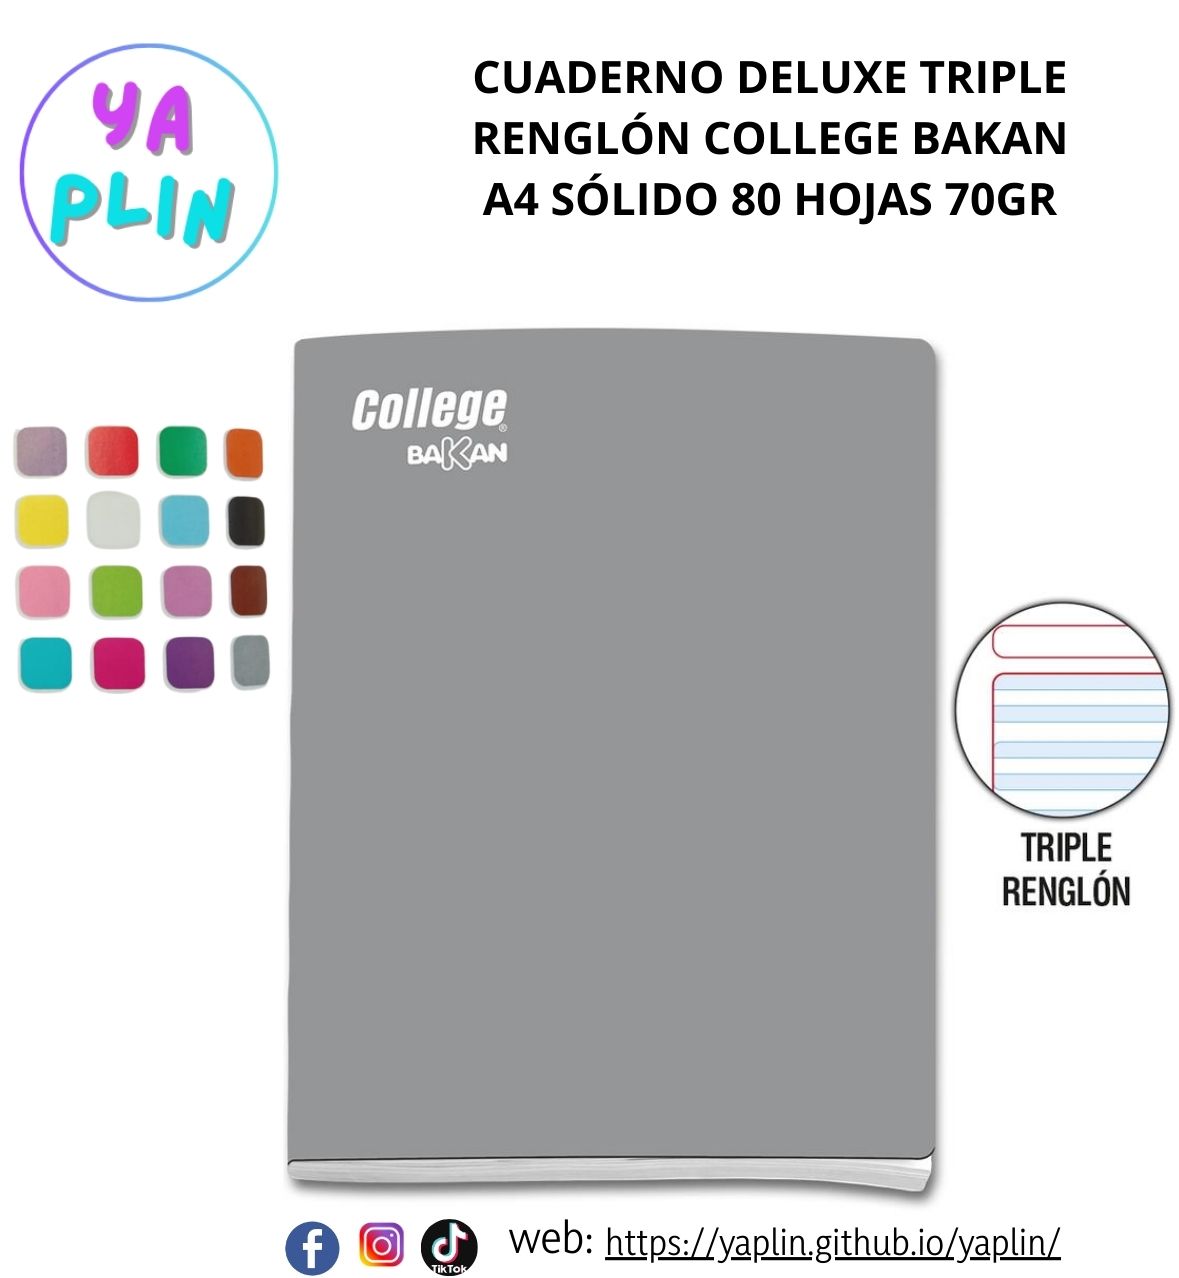 YA
PLIN
CUADERNO DELUXE TRIPLE
RENGLÓN COLLEGE BAKAN
A4 SÓLIDO 80 HOJAS 70GR
College®
BAKAN
TRIPLE
RENGLÓN
TikTok
web: https://yaplin.github.io/yaplin/